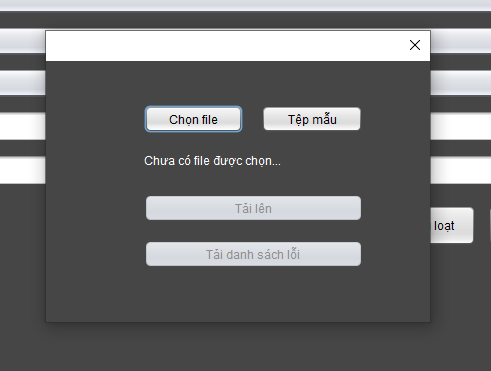 Chọn file
Tệp mẫu
Chưa có file được chọn...
Tải lên
loạt
Tải danh sách lỗi